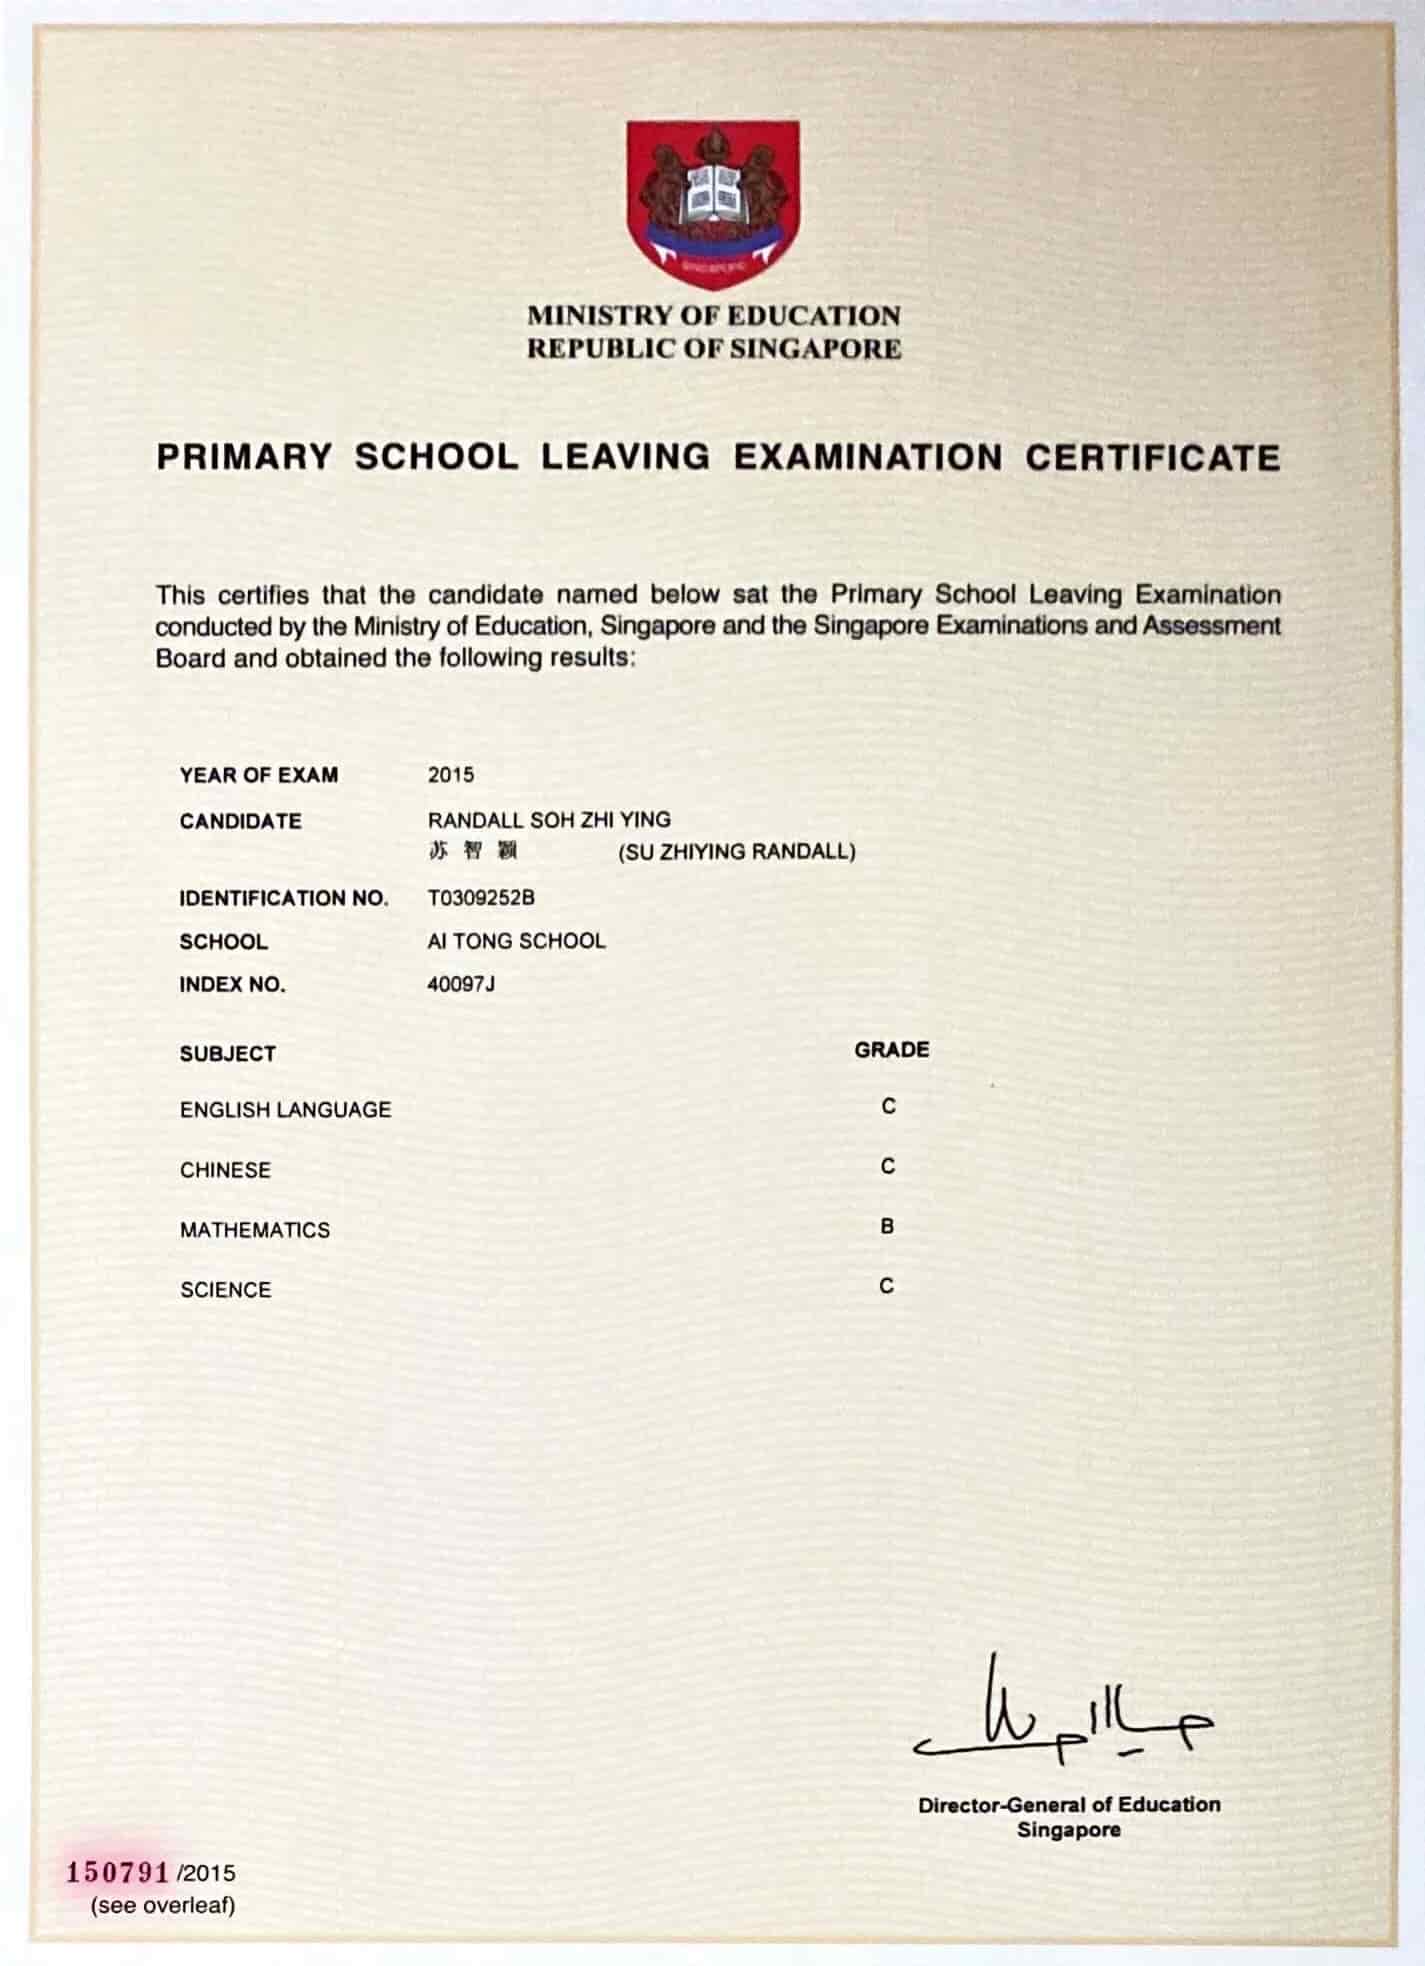 SINGAPORE
MINISTRY OF EDUCATION
REPUBLIC OF SINGAPORE
PRIMARY SCHOOL LEAVING EXAMINATION CERTIFICATE
This certifies that the candidate named below sat the Primary School Leaving Examination
conducted by the Ministry of Education, Singapore and the Singapore Examinations and Assessment
Board and obtained the following results:
YEAR OF EXAM 2015
CANDIDATE RANDALL SOH ZHI YING
苏 智 颖 (SU ZHIYING RANDALL)
IDENTIFICATION NO. T0309252B
SCHOOL AI TONG SCHOOL
INDEX NO. 40097J
SUBJECT GRADE
ENGLISH LANGUAGE C
CHINESE C
MATHEMATICS B
SCIENCE C
Director-General of Education
Singapore
150791 /2015
(see overleaf)